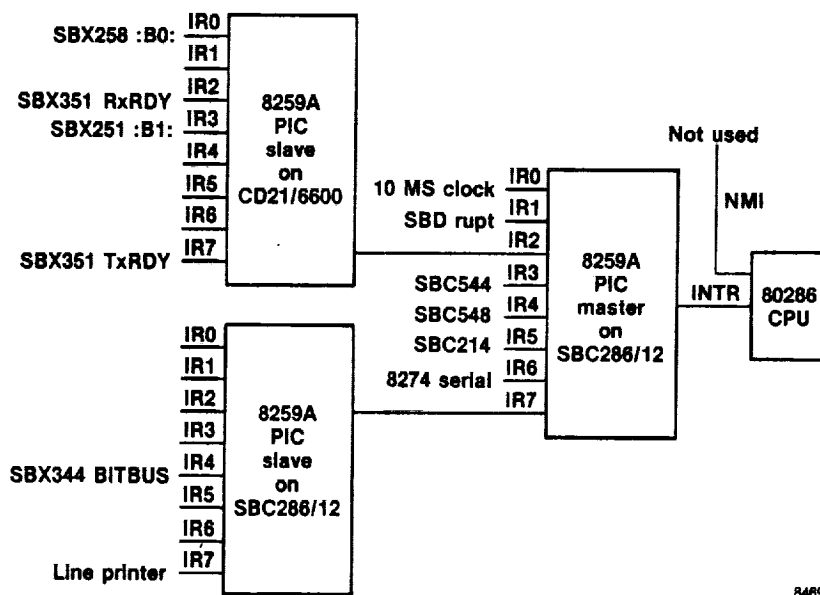 SBX258 :B0: IR0
IR1
SBX351 RxRDY IR2
SBX251 :B1: IR3
IR4
IR5
IR6
SBX351 TxRDY IR7
8259A
PIC
slave
on
CD21/6600
IR0
IR1
IR2
IR3
SBX344 BITBUS IR4
IR5
IR6
Line printer IR7
8259A
PIC
slave
on
SBC286/12
10 MS clock IR0
SBD rupt IR1
IR2
SBC544 IR3
SBC548 IR4
SBC214 IR5
8274 serial IR6
IR7
8259A
PIC
master
on
SBC286/12
Not used
NMI
INTR
80286
CPU
8469